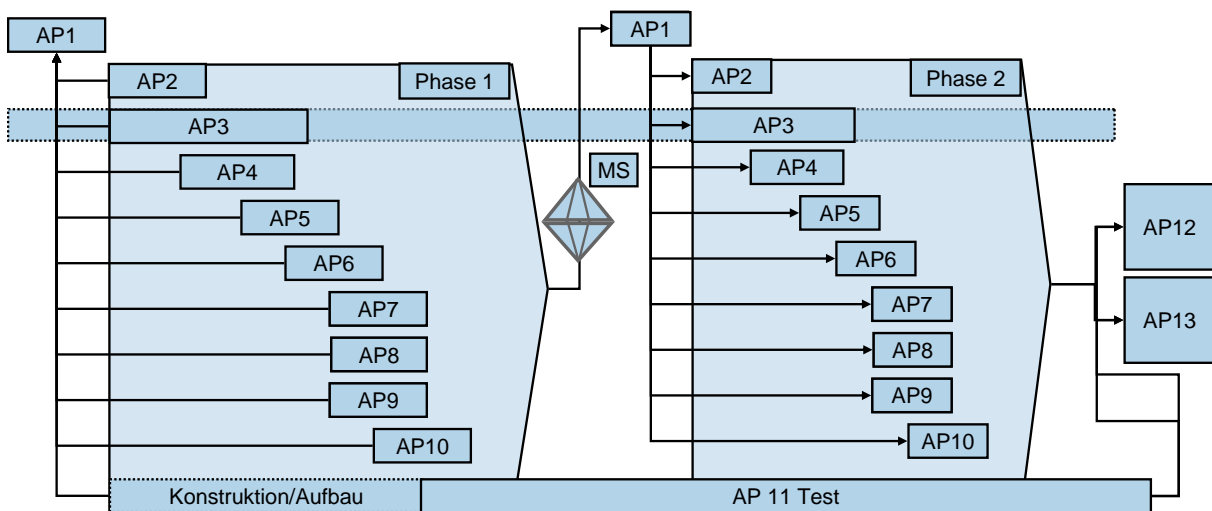 AP1
AP2
Phase 1
AP3
AP4
AP5
AP6
AP7
AP8
AP9
AP10
Konstruktion/Aufbau
MS
AP1
AP2
Phase 2
AP3
AP4
AP5
AP6
AP7
AP8
AP9
AP10
AP 11 Test
AP12
AP13